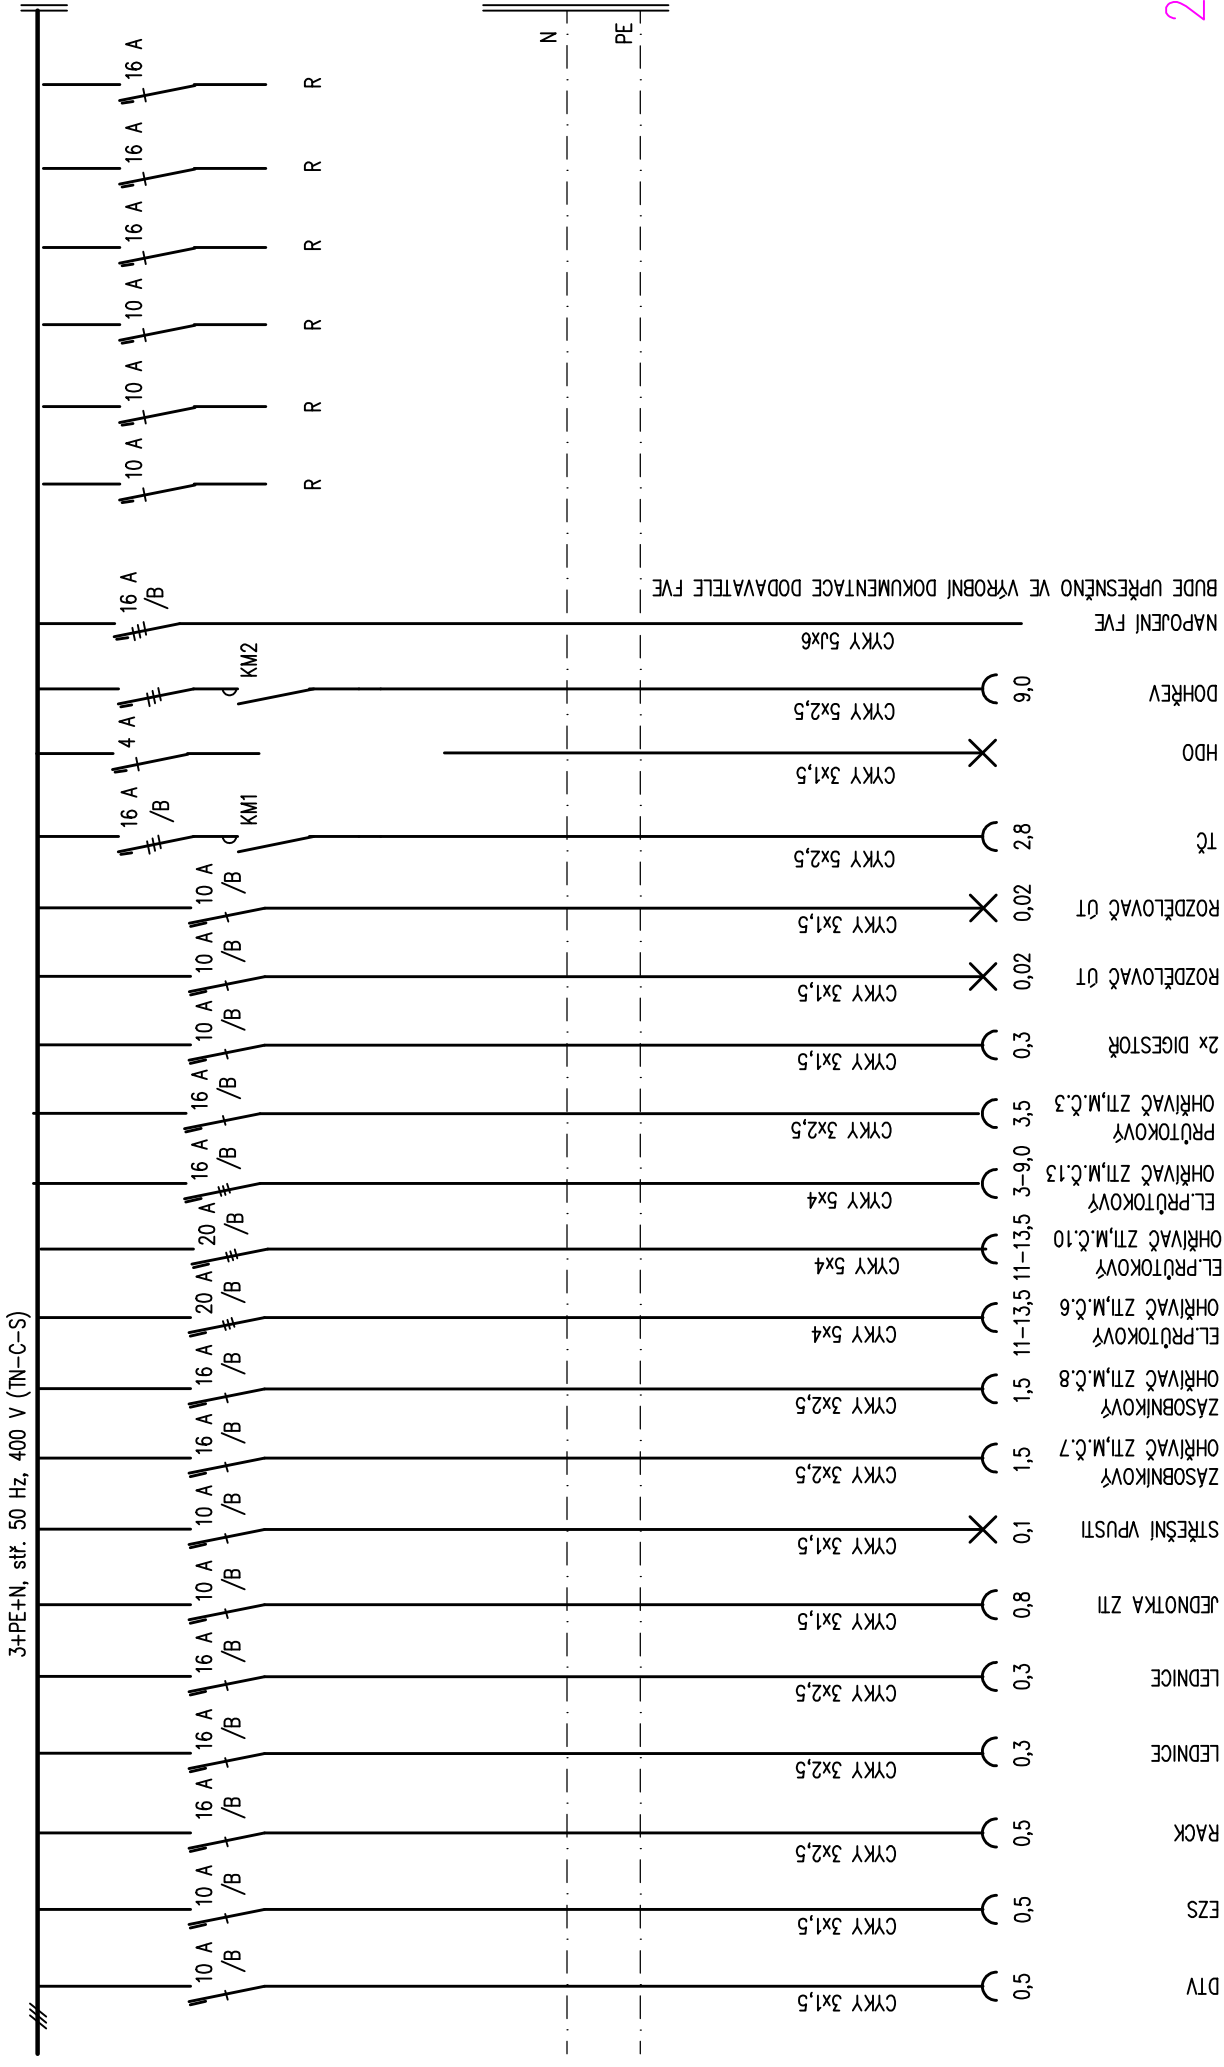 3+PE+N, stř. 50 Hz, 400 V (TN-C-S)
N
PE
2
16 A
R
16 A
R
16 A
R
10 A
R
10 A
R
10 A
R
16 A
/B
CYKY 5Jx6
NAPOJENÍ FVE
BUDE UPŘESNĚNO VE VÝROBNÍ DOKUMENTACE DODAVATELE FVE
KM2
CYKY 5x2,5
9,0
DOHŘEV
4 A
CYKY 3x1,5
HDO
16 A
/B
KM1
CYKY 5x2,5
2,8
TČ
10 A
/B
CYKY 3x1,5
0,02
ROZDĚLOVAČ ÚT
10 A
/B
CYKY 3x1,5
0,02
ROZDĚLOVAČ ÚT
10 A
/B
CYKY 3x1,5
0,3
2x DIGESTOŘ
16 A
/B
CYKY 3x2,5
3,5
PRŮTOKOVÝ
OHŘÍVAČ ZTI,M.Č.3
16 A
/B
CYKY 5x4
3-9,0
EL.PRŮTOKOVÝ
OHŘÍVAČ ZTI,M.Č.13
20 A
/B
CYKY 5x4
11-13,5
EL.PRŮTOKOVÝ
OHŘÍVAČ ZTI,M.Č.10
20 A
/B
CYKY 5x4
11-13,5
EL.PRŮTOKOVÝ
OHŘÍVAČ ZTI,M.Č.6
16 A
/B
CYKY 3x2,5
1,5
ZÁSOBNÍKOVÝ
OHŘÍVAČ ZTI,M.Č.8
16 A
/B
CYKY 3x2,5
1,5
ZÁSOBNÍKOVÝ
OHŘÍVAČ ZTI,M.Č.7
10 A
/B
CYKY 3x1,5
0,1
STŘEŠNÍ VPUSTI
10 A
/B
CYKY 3x1,5
0,8
JEDNOTKA ZTI
16 A
/B
CYKY 3x2,5
0,3
LEDNICE
16 A
/B
CYKY 3x2,5
0,3
LEDNICE
16 A
/B
CYKY 3x2,5
0,5
RACK
10 A
/B
CYKY 3x1,5
0,5
EZS
10 A
/B
CYKY 3x1,5
0,5
DTV